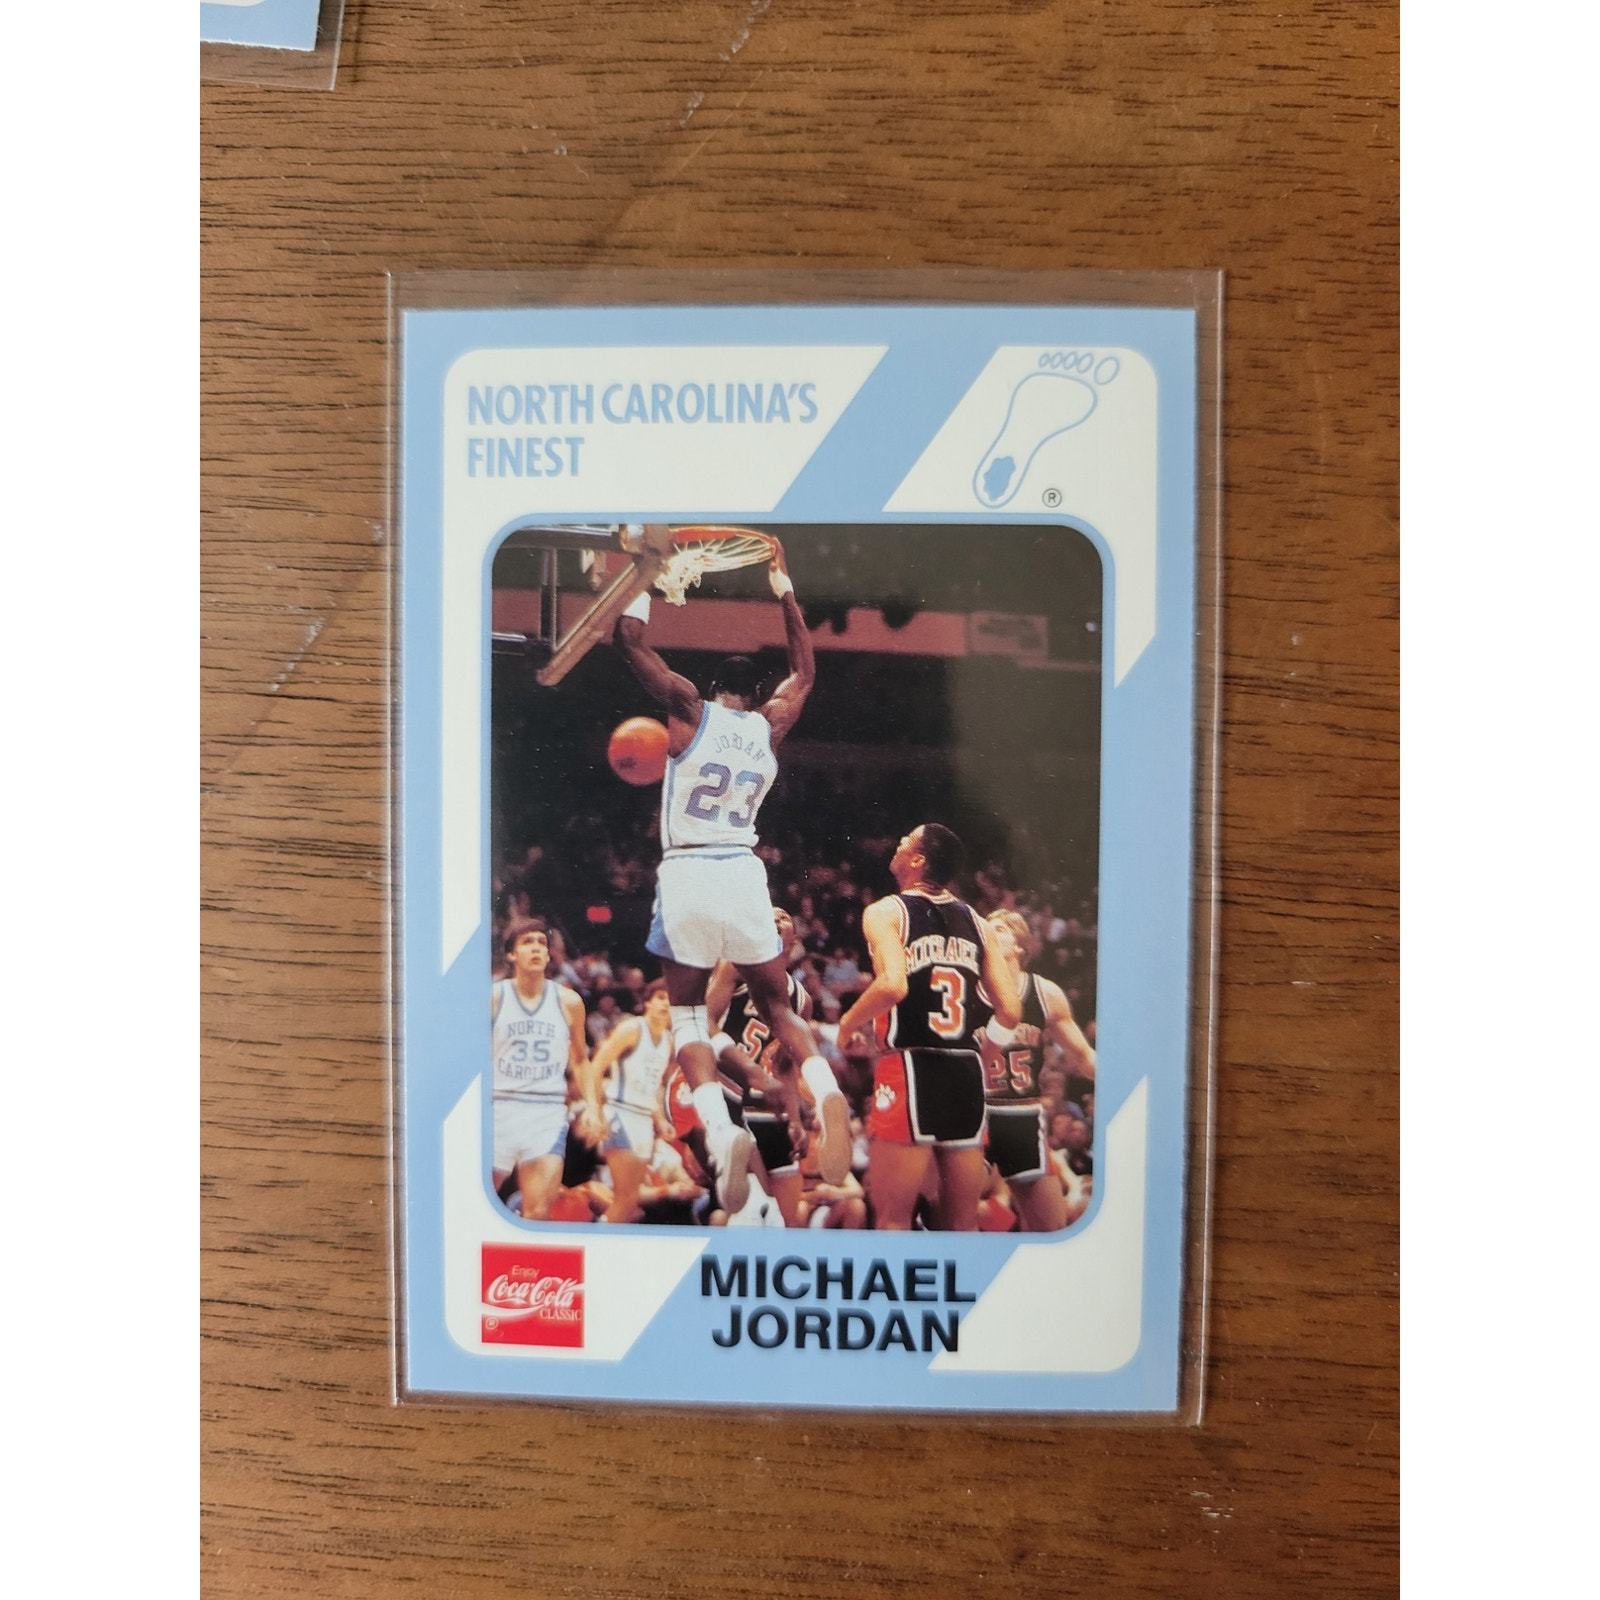 NORTH CAROLINA'S
FINEST
®
JORDAN
23
NORTH
35
CAROLINA
MICHAEL
3
25
Enjoy
Coca-Cola
CLASSIC
®
MICHAEL
JORDAN